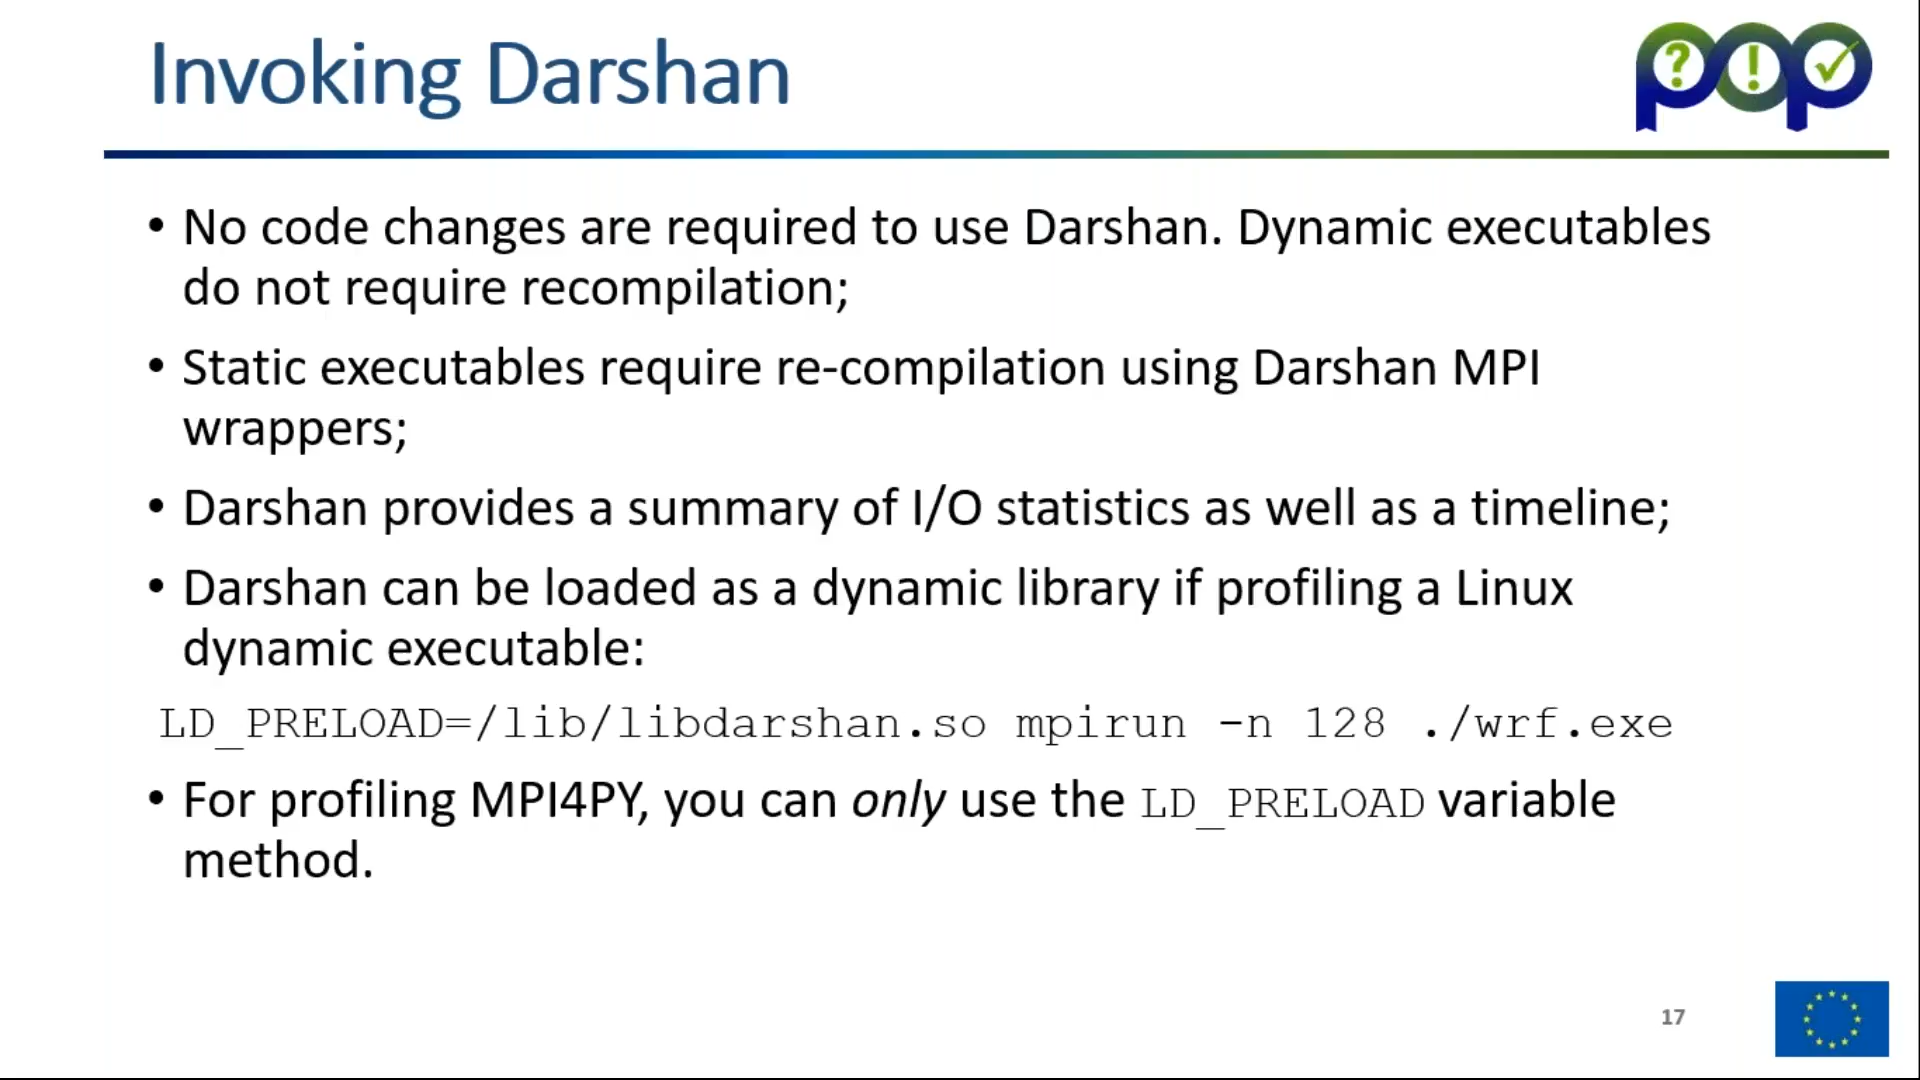 Invoking Darshan
pop
? !
• No code changes are required to use Darshan. Dynamic executables
do not require recompilation;
• Static executables require re-compilation using Darshan MPI
wrappers;
• Darshan provides a summary of I/O statistics as well as a timeline;
• Darshan can be loaded as a dynamic library if profiling a Linux
dynamic executable:
LD_PRELOAD=/lib/libdarshan.so mpirun -n 128 ./wrf.exe
• For profiling MPI4PY, you can only use the LD_PRELOAD variable
method.
17